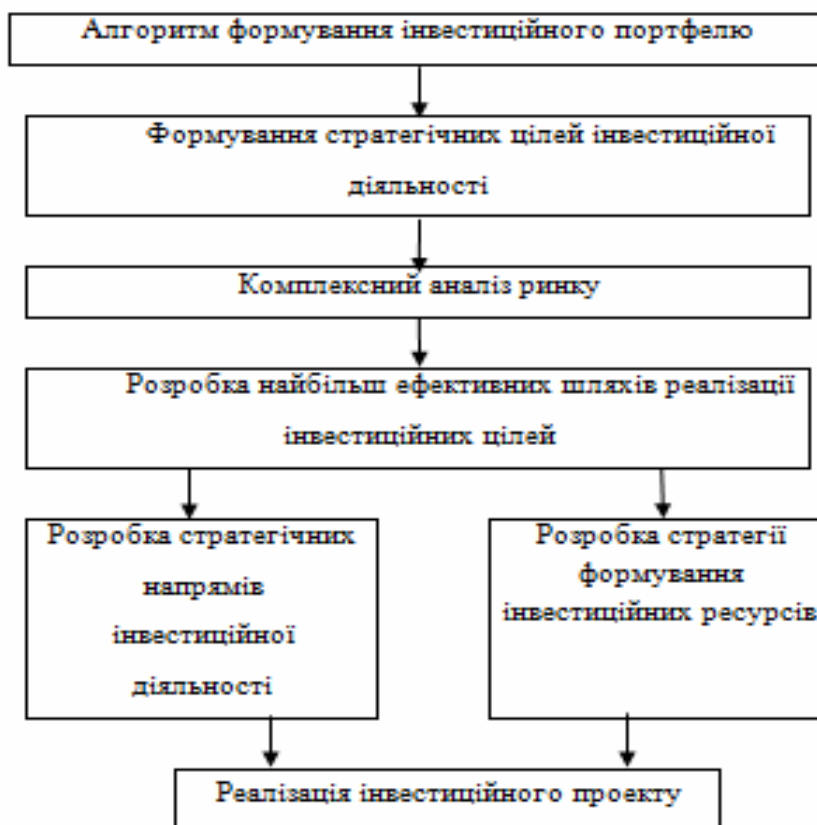 Алгоритм формування інвестиційного портфелю
Формування стратегічних цілей інвестиційної
діяльності
Комплексний аналіз ринку
Розробка найбільш ефективних шляхів реалізації
інвестиційних цілей
Розробка стратегічних
напрямів
інвестиційної
діяльності
Розробка стратегії
формування
інвестиційних ресурсів
Реалізація інвестиційного проекту